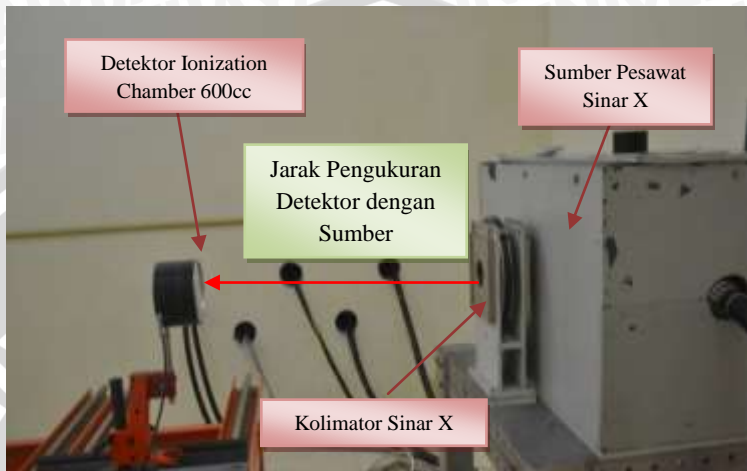 Detektor Ionization
Chamber 600cc
Sumber Pesawat
Sinar X
Jarak Pengukuran
Detektor dengan
Sumber
Kolimator Sinar X